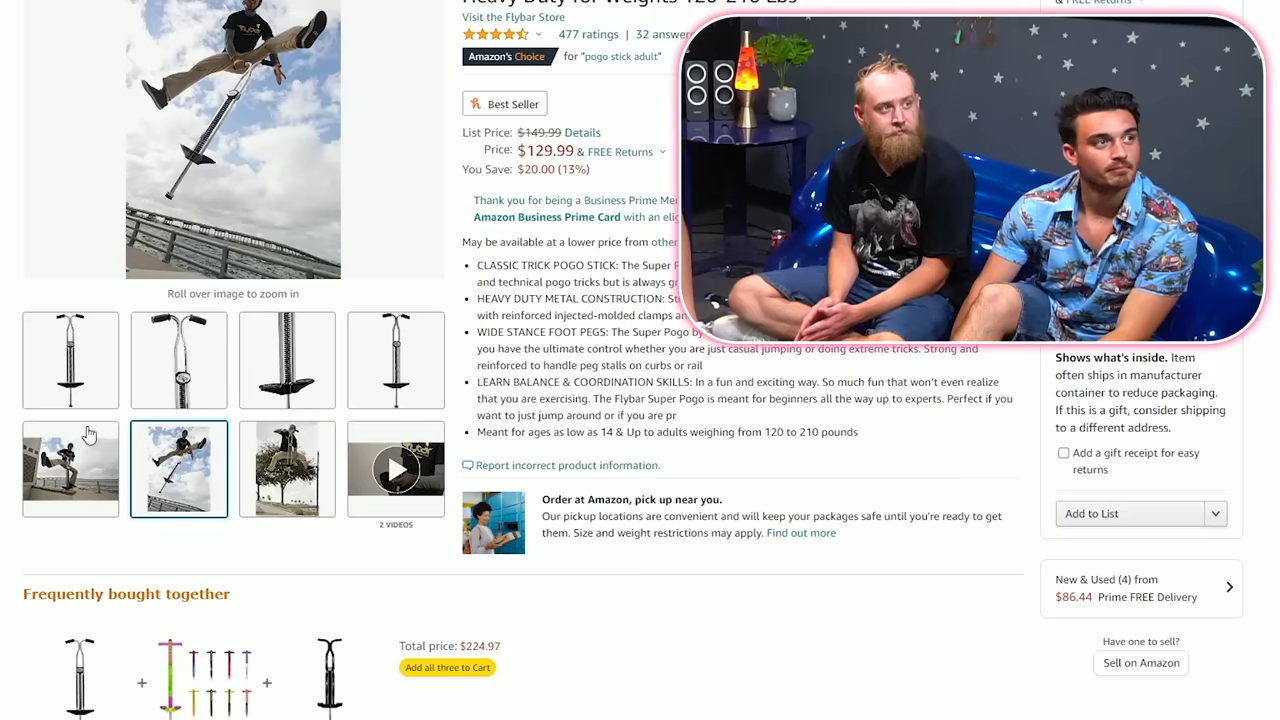 Heavy Duty for Weights 120-210 Lbs
Visit the Flybar Store
477 ratings | 32 answere
Amazon's Choice for "pogo stick adult"
Best Seller
List Price: $149.99 Details
Price: $129.99 & FREE Returns
You Save: $20.00 (13%)
Thank you for being a Business Prime Mem
Amazon Business Prime Card with an elig
May be available at a lower price from other
CLASSIC TRICK POGO STICK: The Super P
and technical pogo tricks but is always gr
HEAVY DUTY METAL CONSTRUCTION: St
with reinforced injected-molded clamps an
WIDE STANCE FOOT PEGS: The Super Pogo by
you have the ultimate control whether you are just casual jumping or doing extreme tricks. Strong and
reinforced to handle peg stalls on curbs or rail
LEARN BALANCE & COORDINATION SKILLS: In a fun and exciting way. So much fun that won't even realize
that you are exercising. The Flybar Super Pogo is meant for beginners all the way up to experts. Perfect if you
want to just jump around or if you are pr
Meant for ages as low as 14 & Up to adults weighing from 120 to 210 pounds
Report incorrect product information.
Order at Amazon, pick up near you.
Our pickup locations are convenient and will keep your packages safe until you're ready to get
them. Size and weight restrictions may apply. Find out more
Roll over image to zoom in
2 VIDEOS
& FREE Returns
Shows what's inside. Item
often ships in manufacturer
container to reduce packaging.
If this is a gift, consider shipping
to a different address.
Add a gift receipt for easy
returns
Add to List
New & Used (4) from
$86.44 Prime FREE Delivery
Have one to sell?
Sell on Amazon
Frequently bought together
+
+
Total price: $224.97
Add all three to Cart